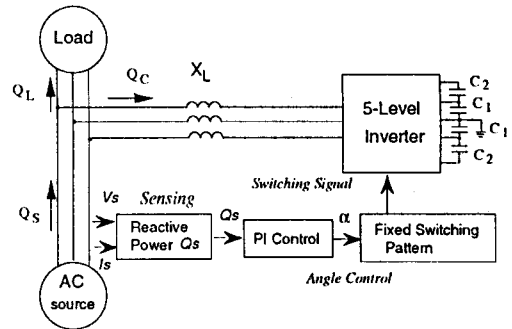 Load
Q_L
Q_C
X_L
5-Level
Inverter
C_2
C_1
C_1
C_2
Switching Signal
Q_S
Vs
Is
Sensing
Reactive
Power Qs
Qs
PI Control
α
Fixed Switching
Pattern
Angle Control
AC
source